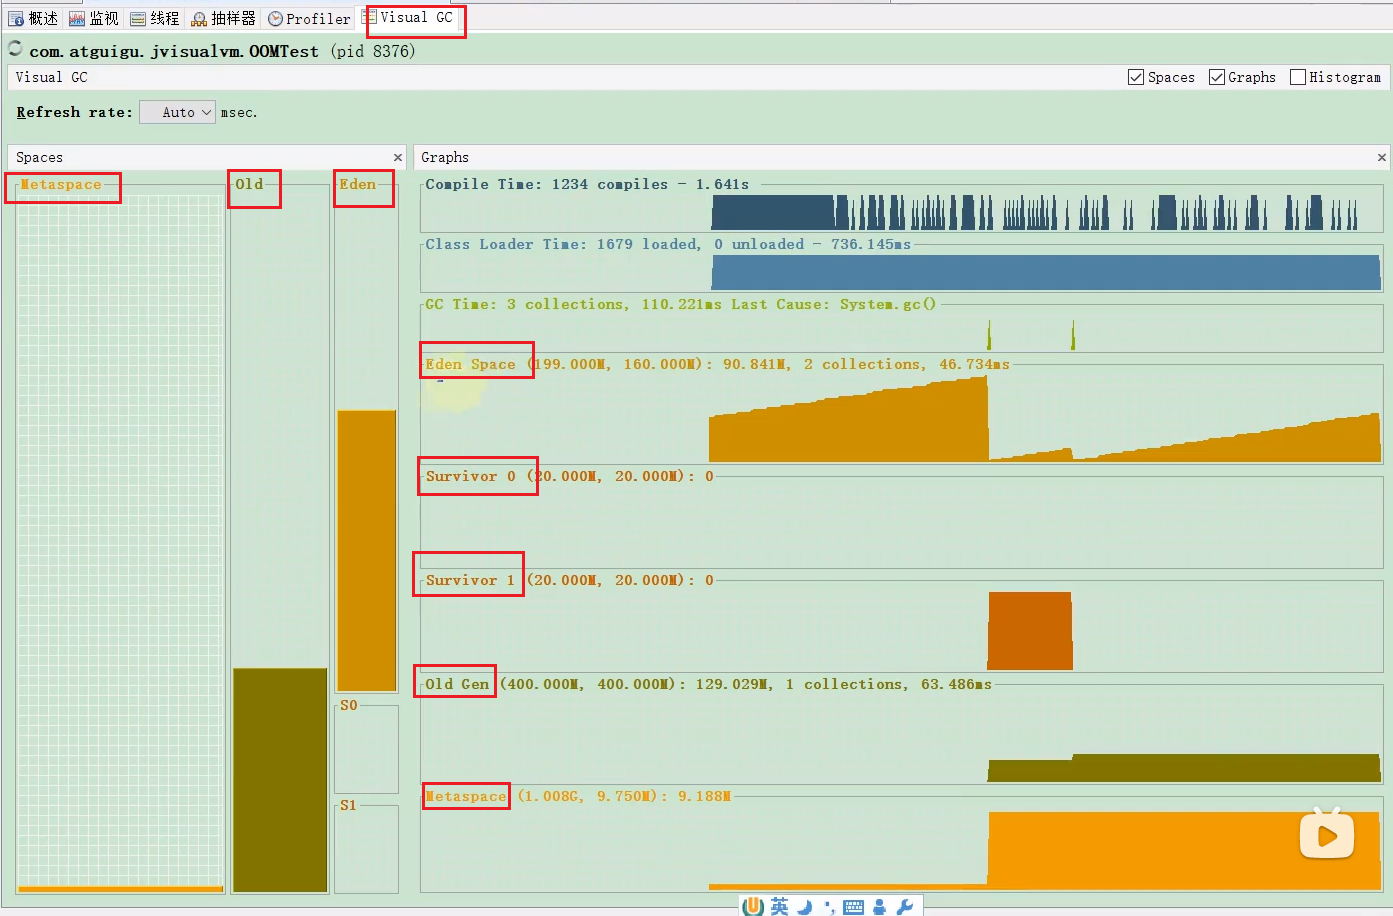 概述 监视 线程 抽样器 Profiler Visual GC
com.atguigu.jvisualvm.OOMTest (pid 8376)
Visual GC
Spaces Graphs Histogram
Refresh rate: Auto msec.
Spaces ×
Metaspace Old Eden
S0
S1
Graphs ×
Compile Time: 1234 compiles - 1.641s
Class Loader Time: 1679 loaded, 0 unloaded - 736.145ms
GC Time: 3 collections, 110.221ms Last Cause: System.gc()
Eden Space (199.000M, 160.000M): 90.841M, 2 collections, 46.734ms
Survivor 0 (20.000M, 20.000M): 0
Survivor 1 (20.000M, 20.000M): 0
Old Gen (400.000M, 400.000M): 129.029M, 1 collections, 63.486ms
Metaspace (1.008G, 9.750M): 9.188M
英